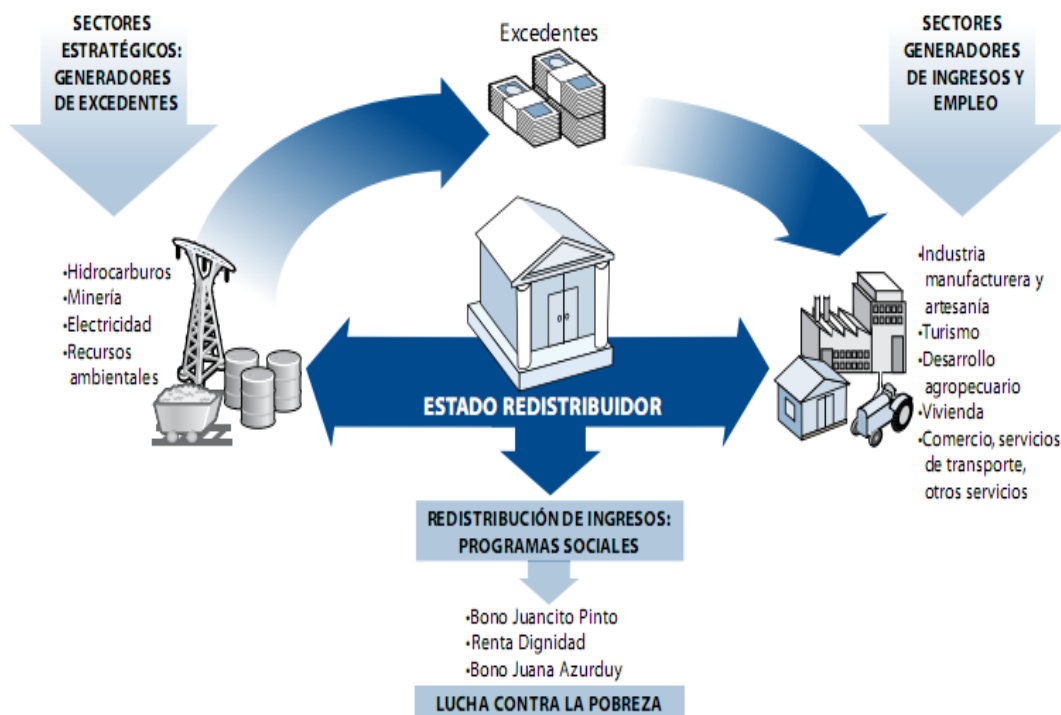 SECTORES
ESTRATÉGICOS:
GENERADORES
DE EXCEDENTES
Excedentes
SECTORES
GENERADORES
DE INGRESOS Y
EMPLEO
•Hidrocarburos
•Minería
•Electricidad
•Recursos
ambientales
•Industria
manufacturera y
artesanía
•Turismo
•Desarrollo
agropecuario
•Vivienda
•Comercio, servicios
de transporte,
otros servicios
ESTADO REDISTRIBUIDOR
REDISTRIBUCIÓN DE INGRESOS:
PROGRAMAS SOCIALES
•Bono Juancito Pinto
•Renta Dignidad
•Bono Juana Azurduy
LUCHA CONTRA LA POBREZA